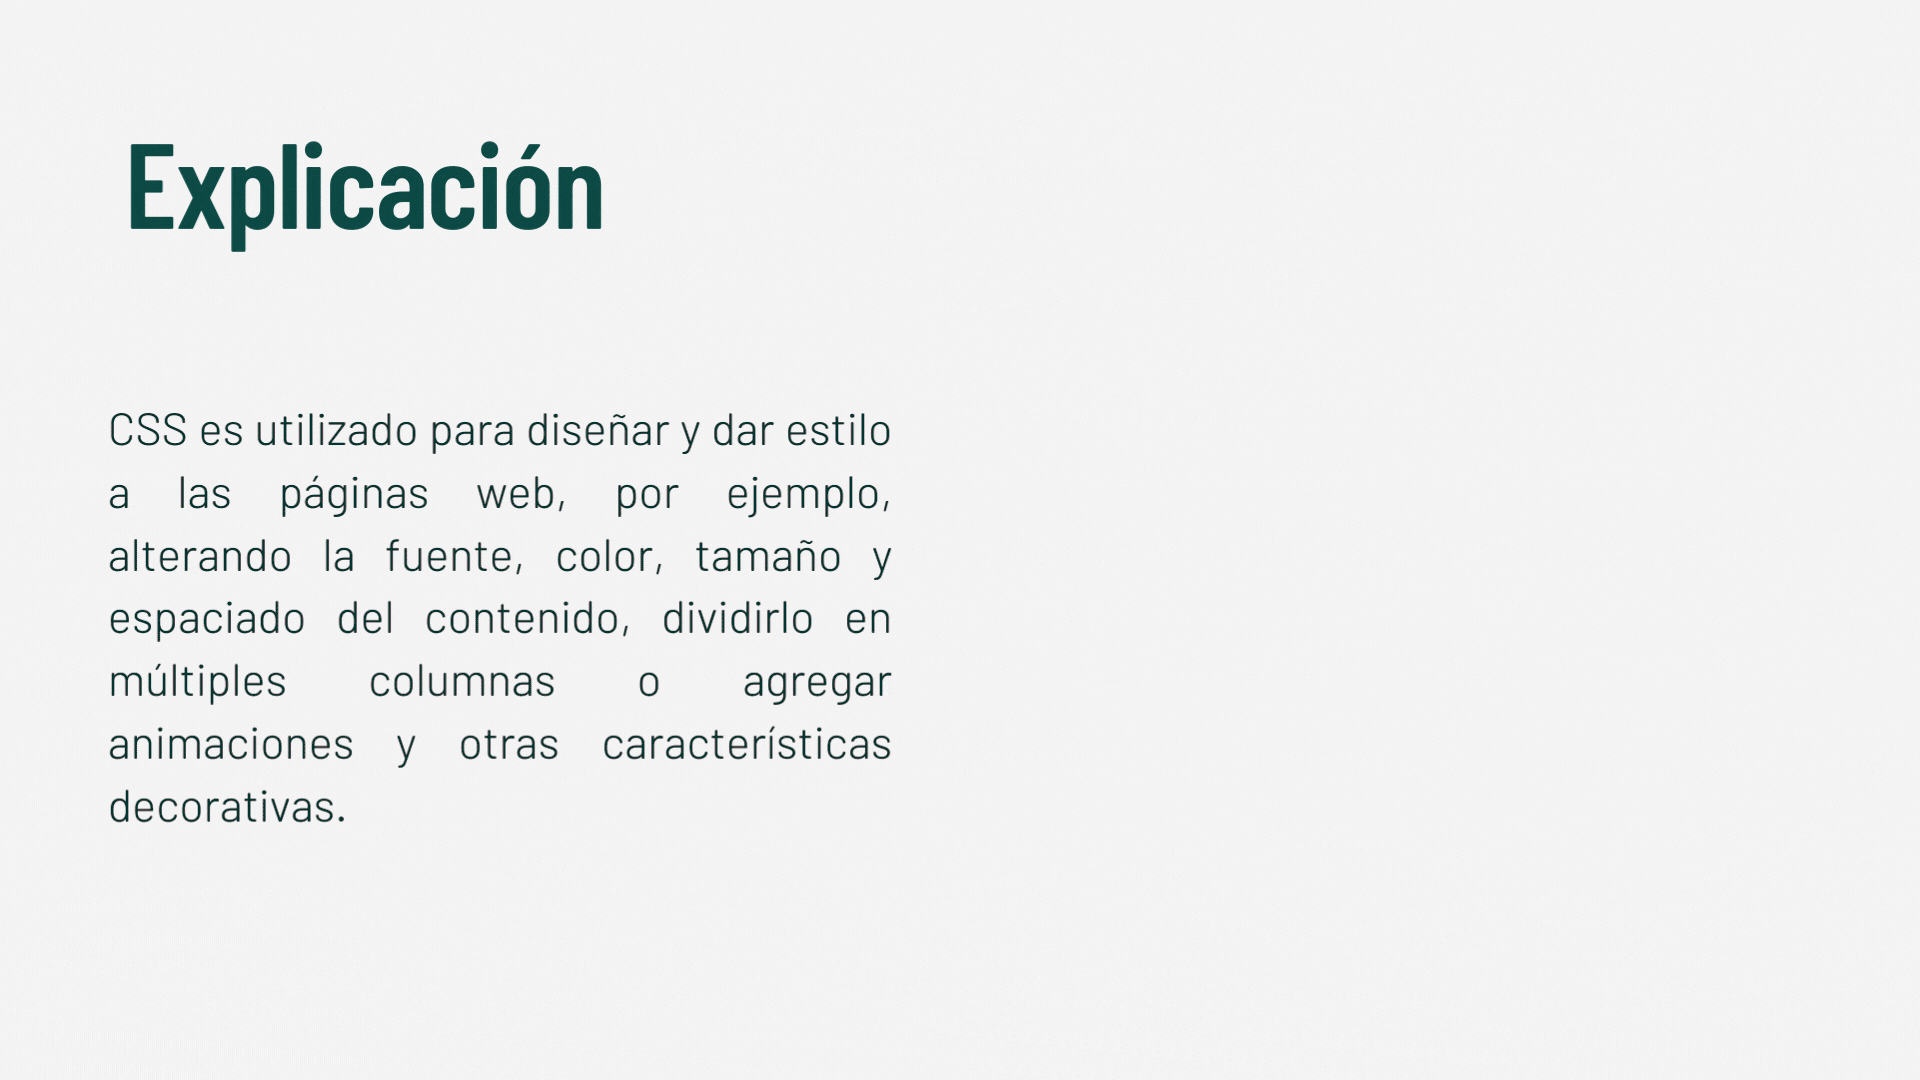 Explicación
CSS es utilizado para diseñar y dar estilo
a las páginas web, por ejemplo,
alterando la fuente, color, tamaño y
espaciado del contenido, dividirlo en
múltiples columnas o agregar
animaciones y otras características
decorativas.